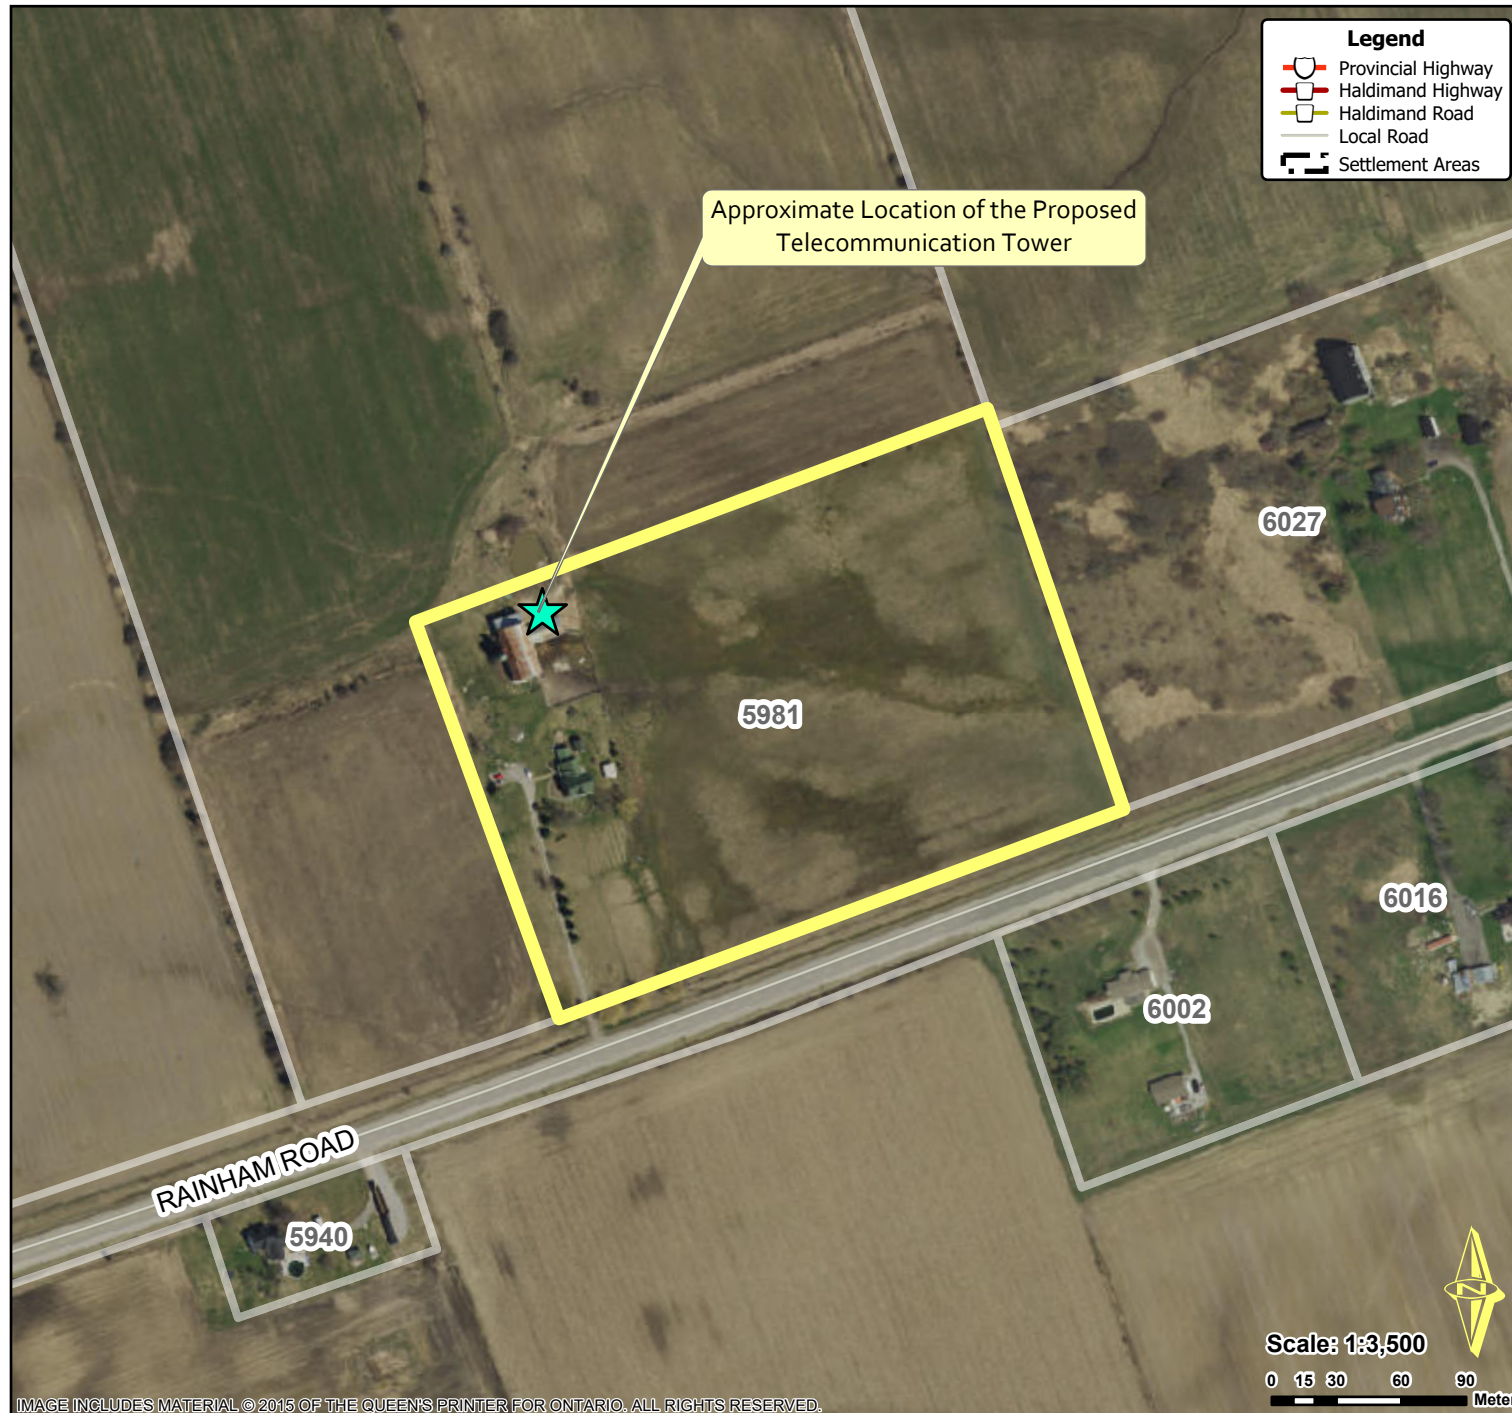 Legend
Provincial Highway
Haldimand Highway
Haldimand Road
Local Road
Settlement Areas
Approximate Location of the Proposed
Telecommunication Tower
6027
5981
6016
6002
RAINHAM ROAD
5940
N
Scale: 1:3,500
0 15 30 60 90
Meter
IMAGE INCLUDES MATERIAL © 2015 OF THE QUEEN'S PRINTER FOR ONTARIO. ALL RIGHTS RESERVED.